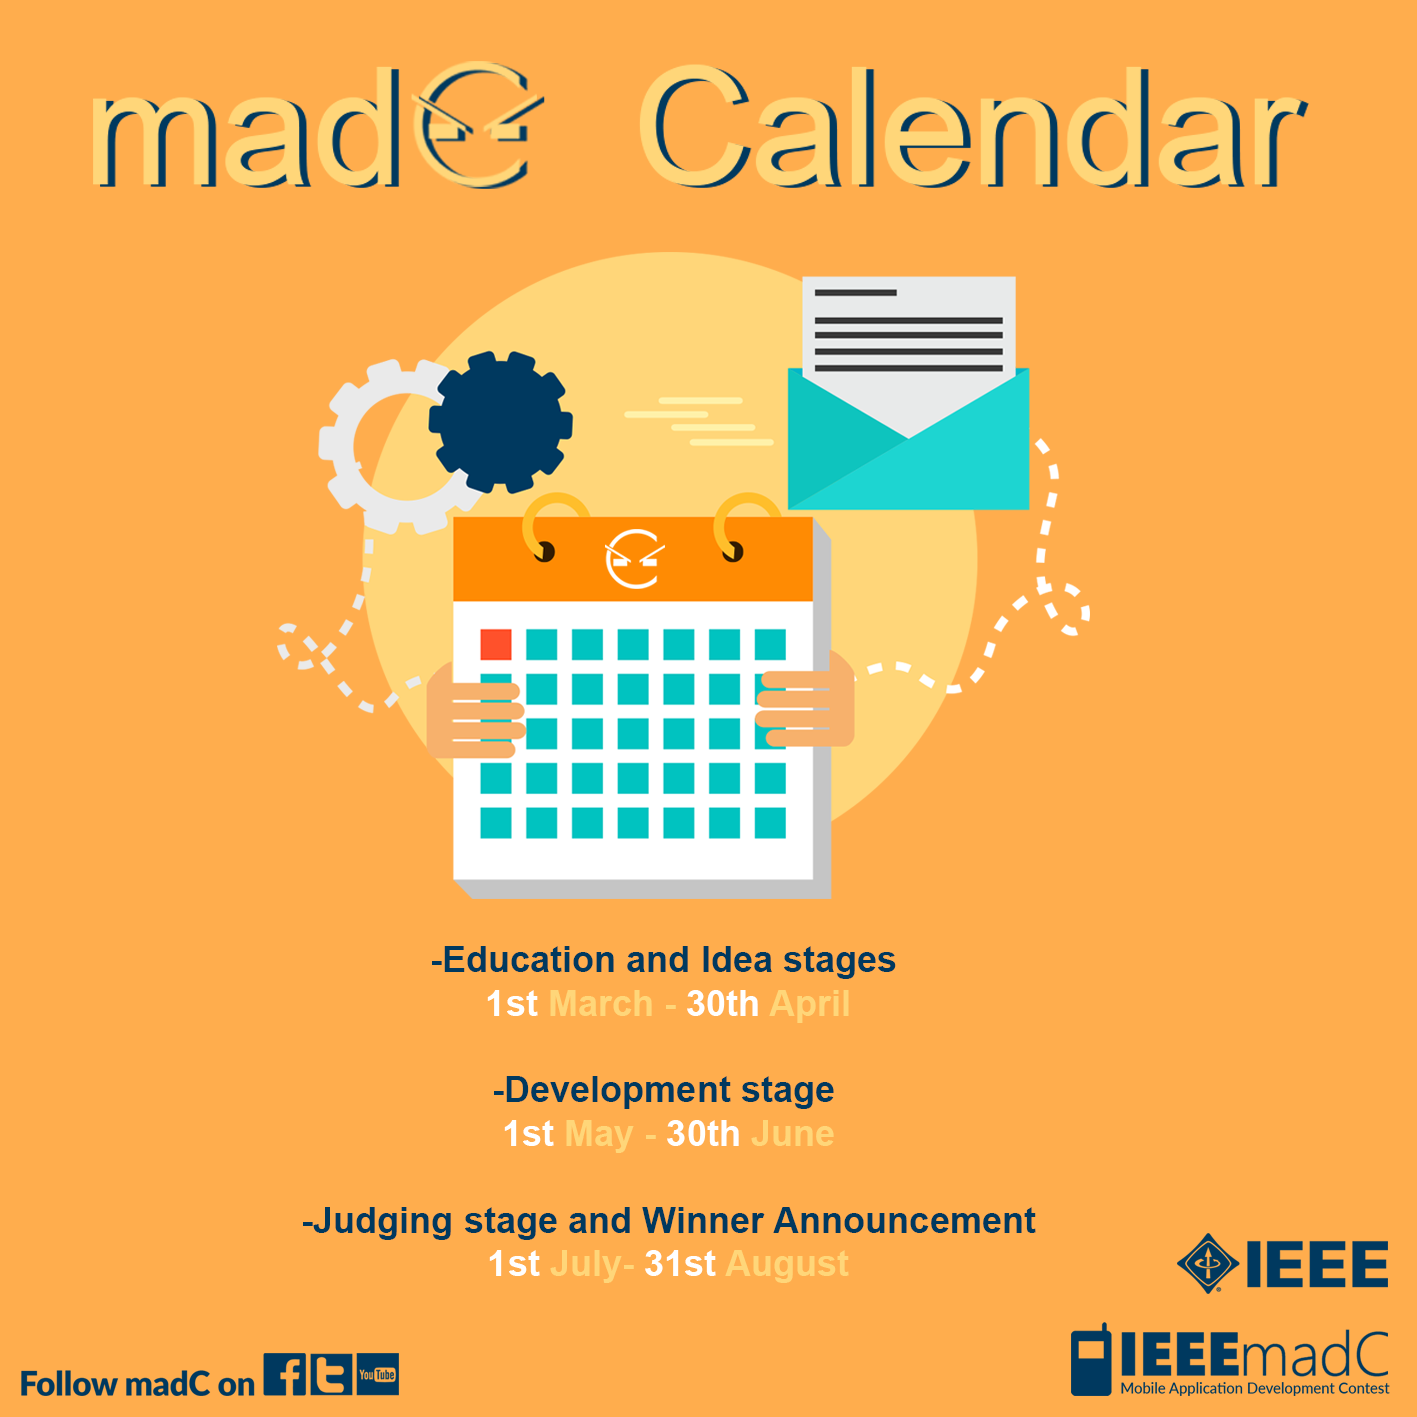 madC Calendar
-Education and Idea stages
1st March - 30th April
-Development stage
1st May - 30th June
-Judging stage and Winner Announcement
1st July- 31st August
IEEE
IEEEmadC
Mobile Application Development Contest
Follow madC on f t YouTube